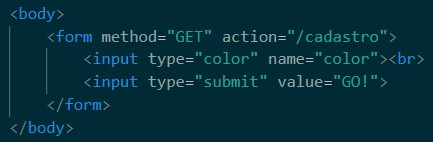 <body>
<form method="GET" action="/cadastro">
<input type="color" name="color"><br>
<input type="submit" value="GO!">
</form>
</body>